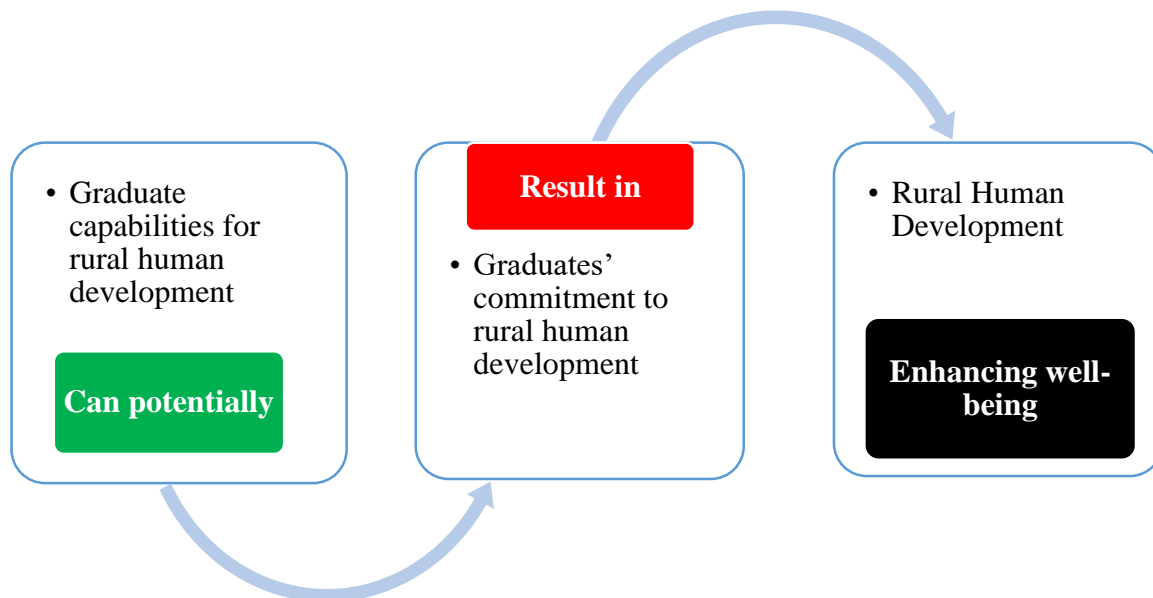 • Graduate
capabilities for
rural human
development
Can potentially
Result in
• Graduates’
commitment to
rural human
development
• Rural Human
Development
Enhancing well-
being